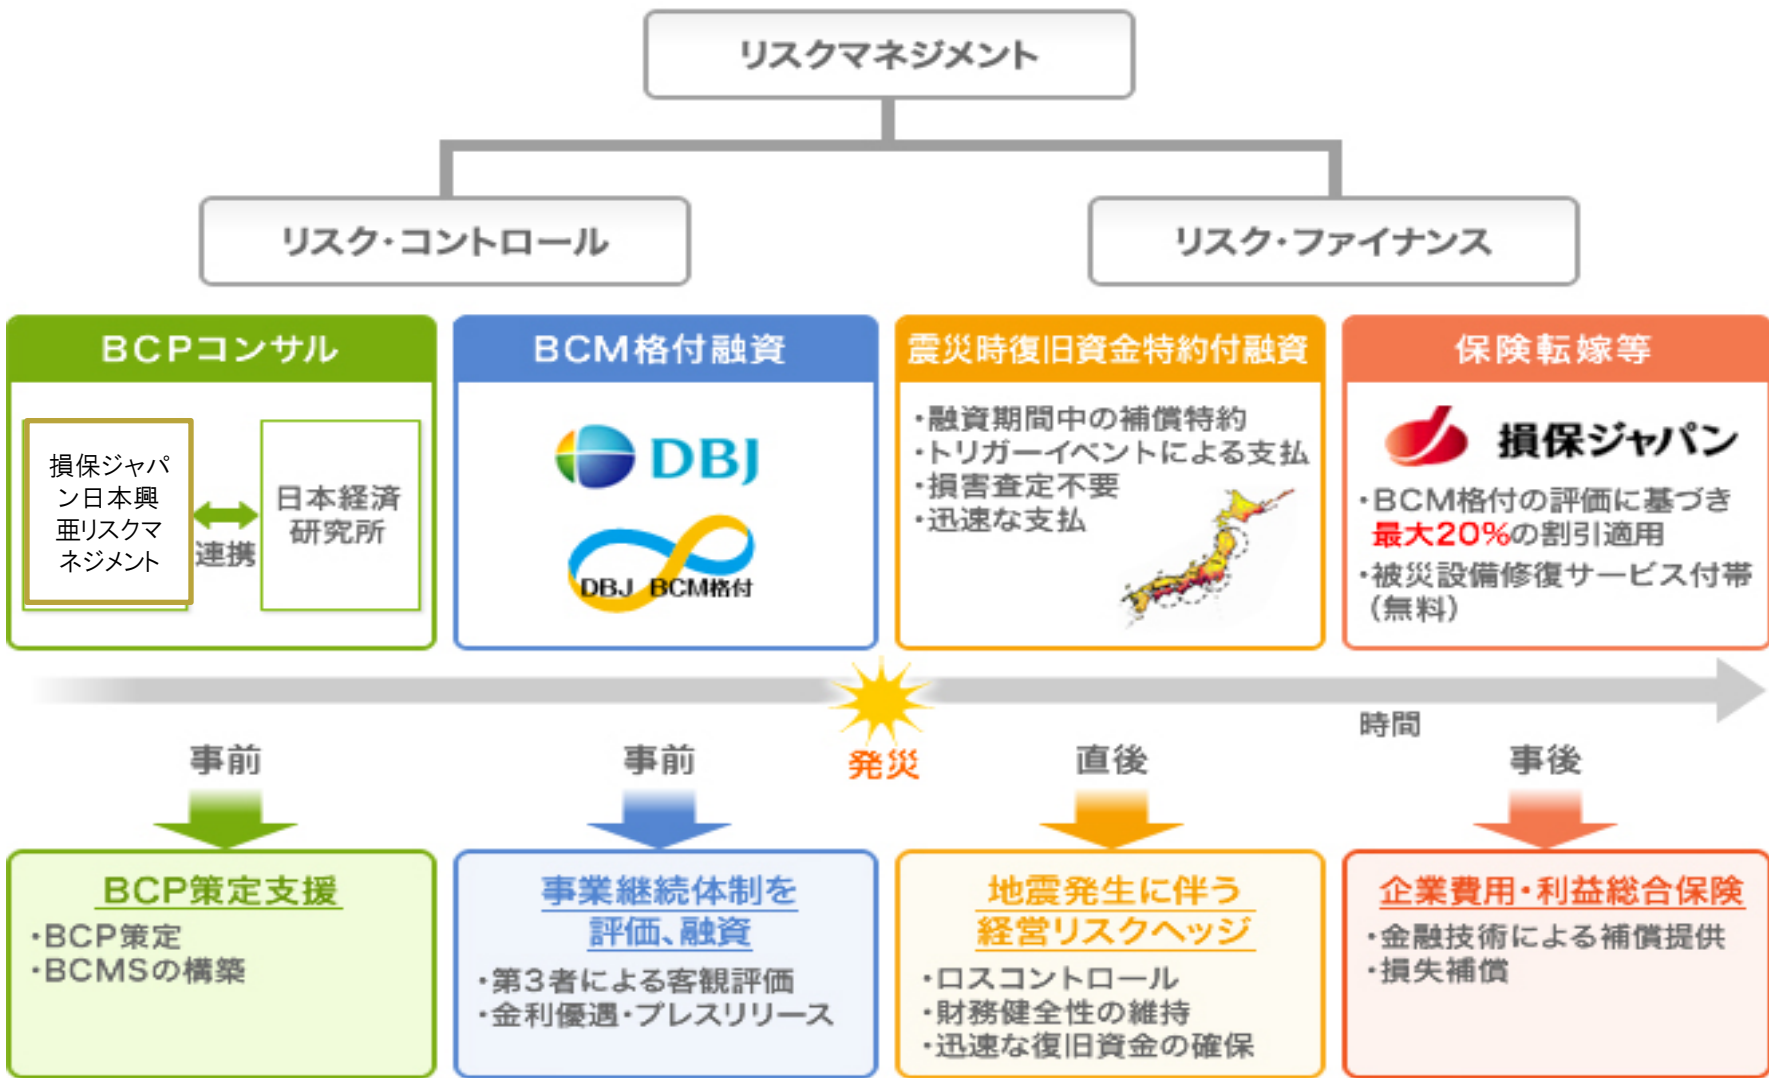 リスクマネジメント
リスク・コントロール
リスク・ファイナンス
BCPコンサル
損保ジャパ
ン日本興
亜リスクマ
ネジメント
連携
日本経済
研究所
BCM格付融資
DBJ
DBJ BCM格付
震災時復旧資金特約付融資
・融資期間中の補償特約
・トリガーイベントによる支払
・損害査定不要
・迅速な支払
保険転嫁等
損保ジャパン
・BCM格付の評価に基づき
最大20%の割引適用
・被災設備修復サービス付帯
(無料)
時間
事前
事前
発災
直後
事後
BCP策定支援
・BCP策定
・BCMSの構築
事業継続体制を
評価、融資
・第3者による客観評価
・金利優遇・プレスリリース
地震発生に伴う
経営リスクヘッジ
・ロスコントロール
・財務健全性の維持
・迅速な復旧資金の確保
企業費用・利益総合保険
・金融技術による補償提供
・損失補償